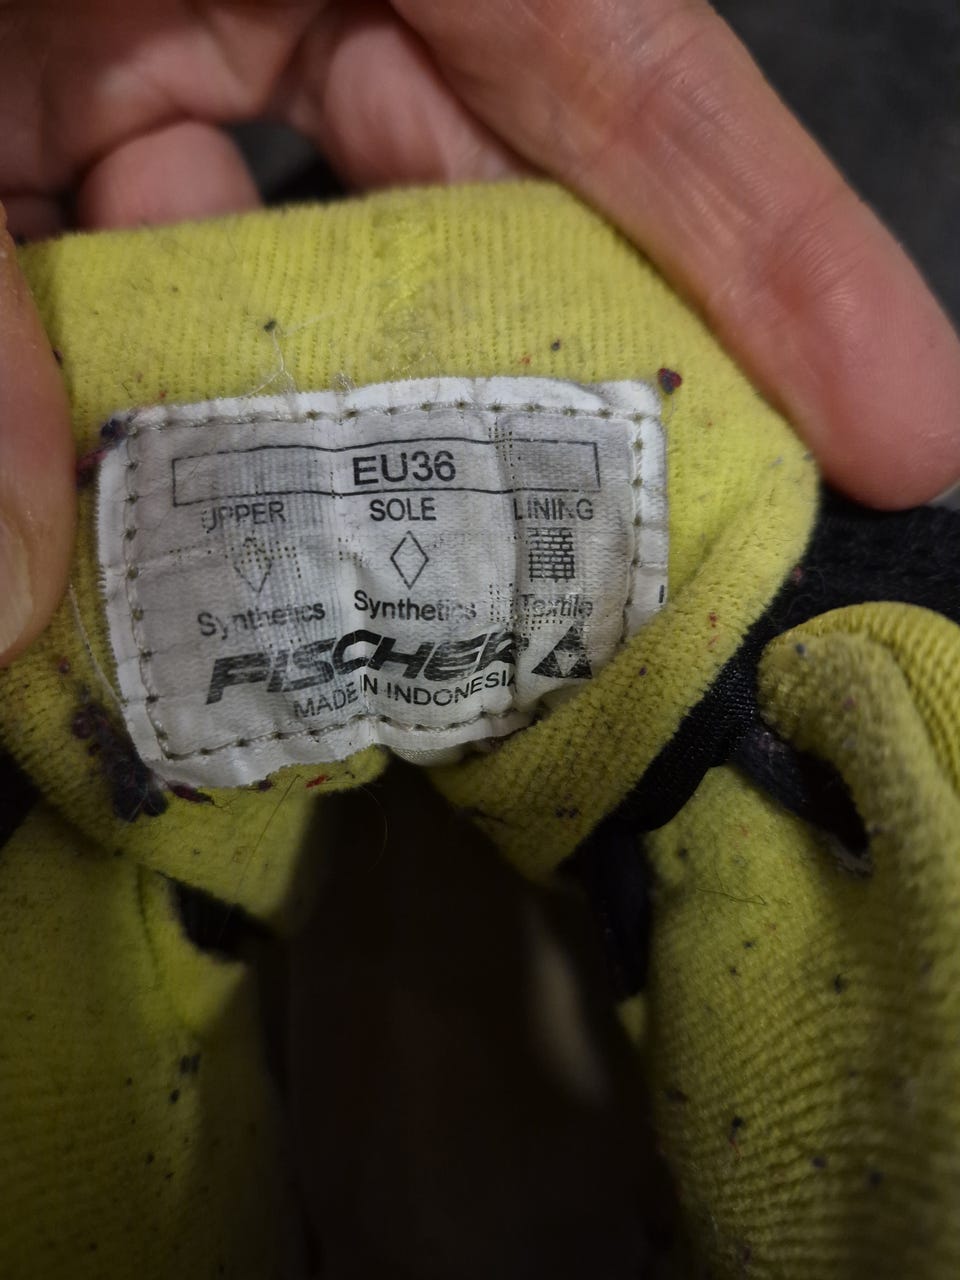 EU36
UPPER SOLE LINING
Synthetics Synthetics Textile
FISCHER
MADE IN INDONESIA